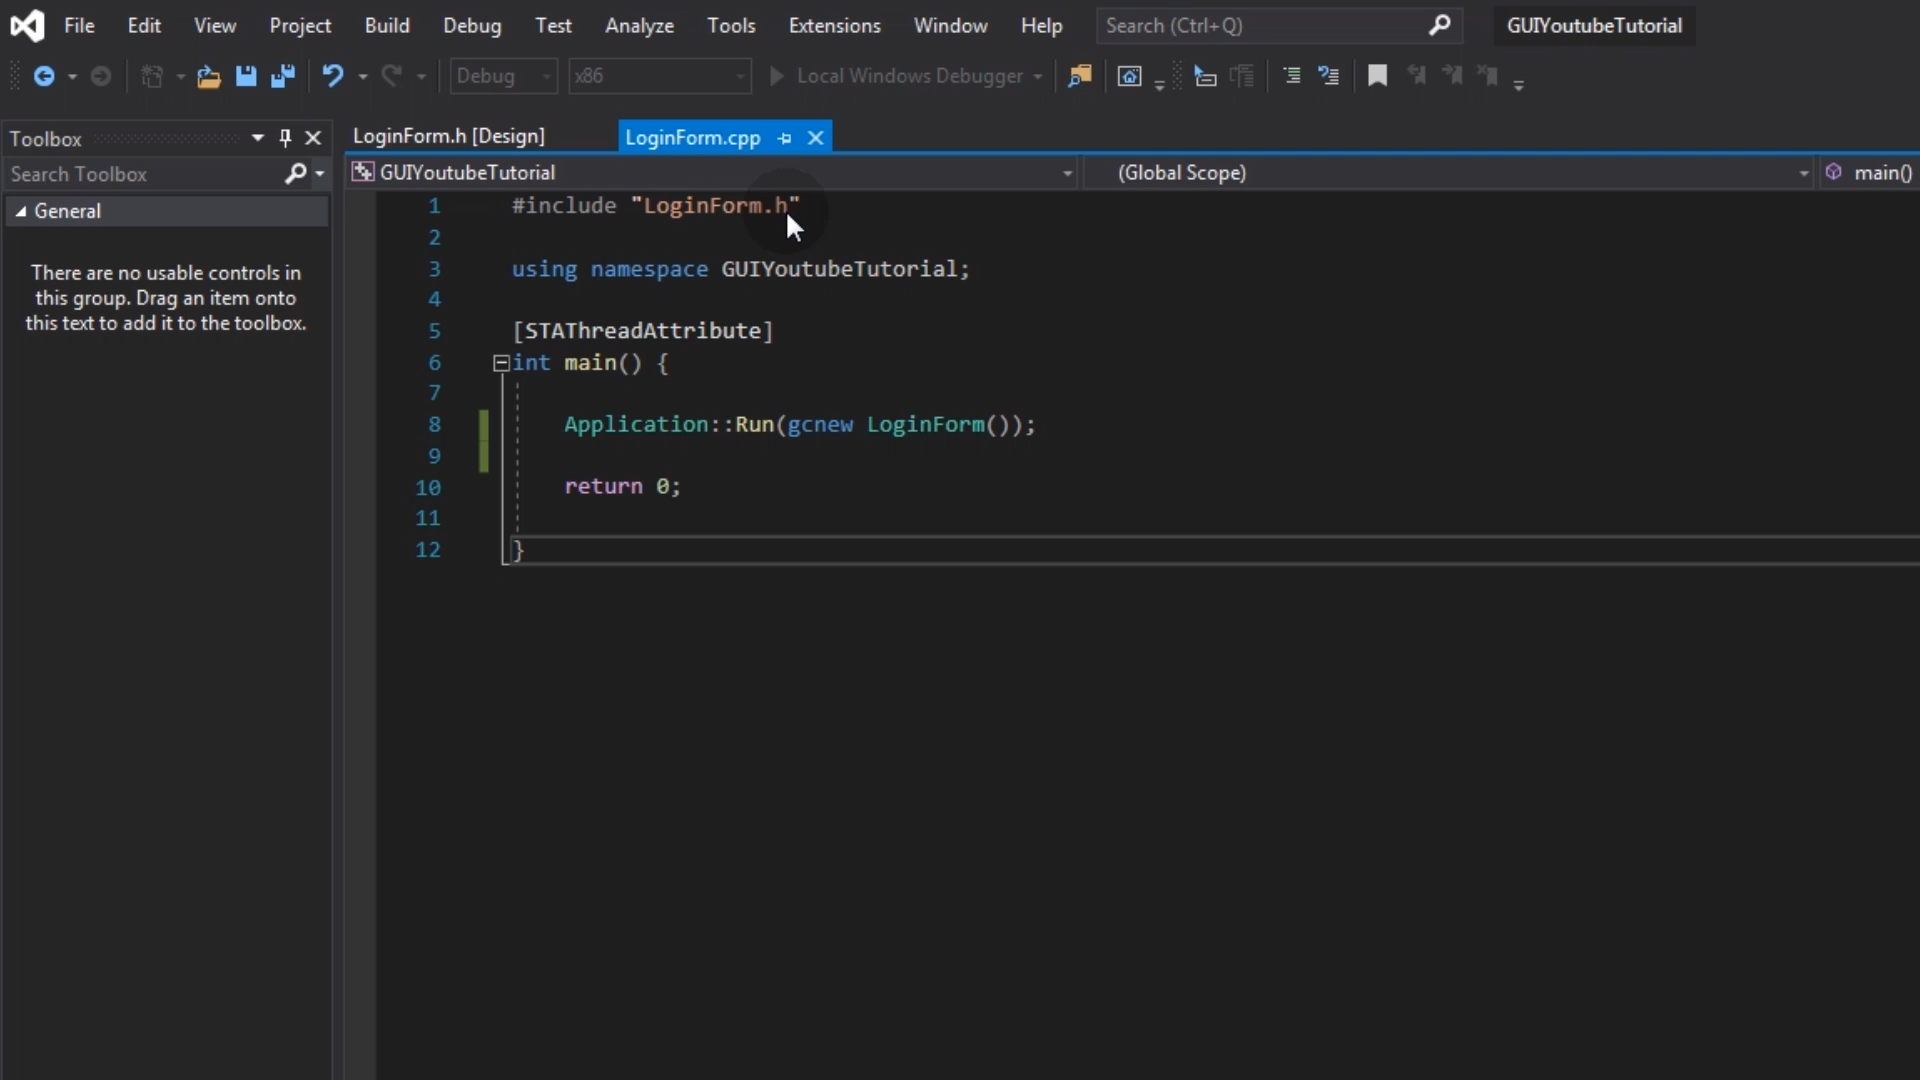 File Edit View Project Build Debug Test Analyze Tools Extensions Window Help Search (Ctrl+Q) GUIYoutubeTutorial
Debug x86 Local Windows Debugger
Toolbox
Search Toolbox
General
There are no usable controls in
this group. Drag an item onto
this text to add it to the toolbox.
LoginForm.h [Design] LoginForm.cpp
GUIYoutubeTutorial (Global Scope) main()
1 #include "LoginForm.h"
2
3 using namespace GUIYoutubeTutorial;
4
5 [STAThreadAttribute]
6 int main() {
7
8 Application::Run(gcnew LoginForm());
9
10 return 0;
11
12 }